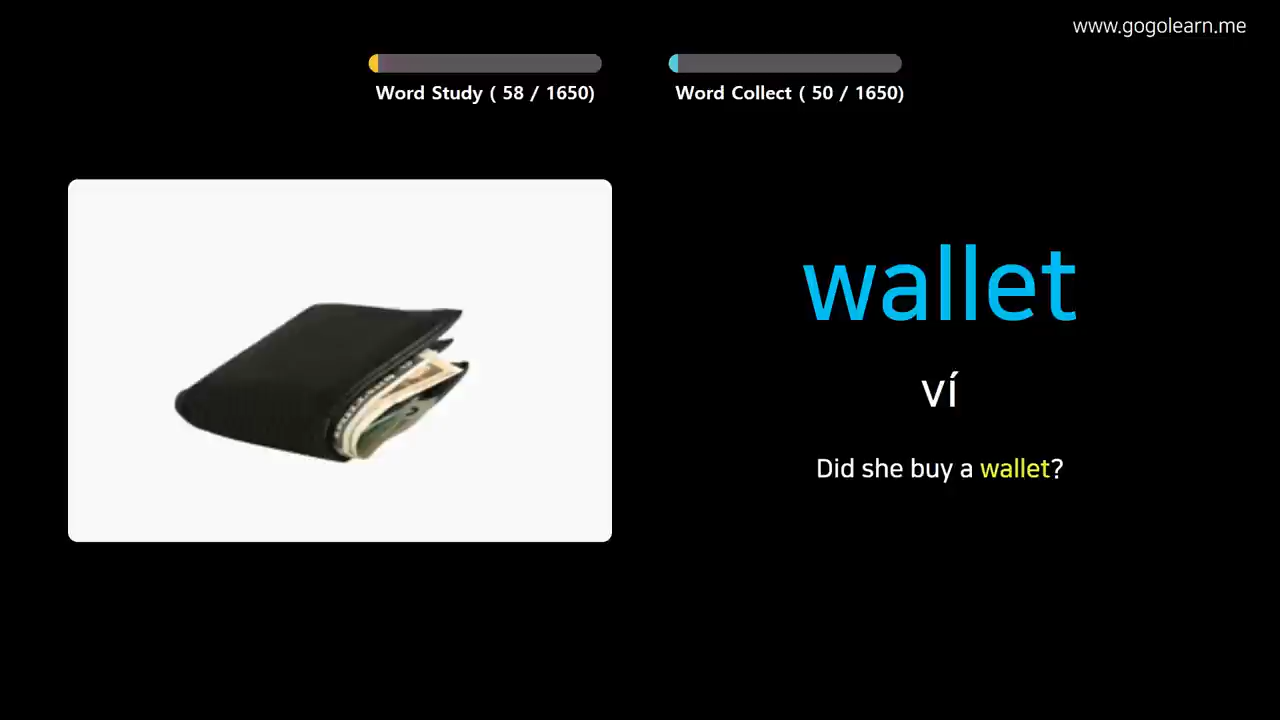 www.gogolearn.me
Word Study ( 58 / 1650)
Word Collect ( 50 / 1650)
wallet
ví
Did she buy a wallet?